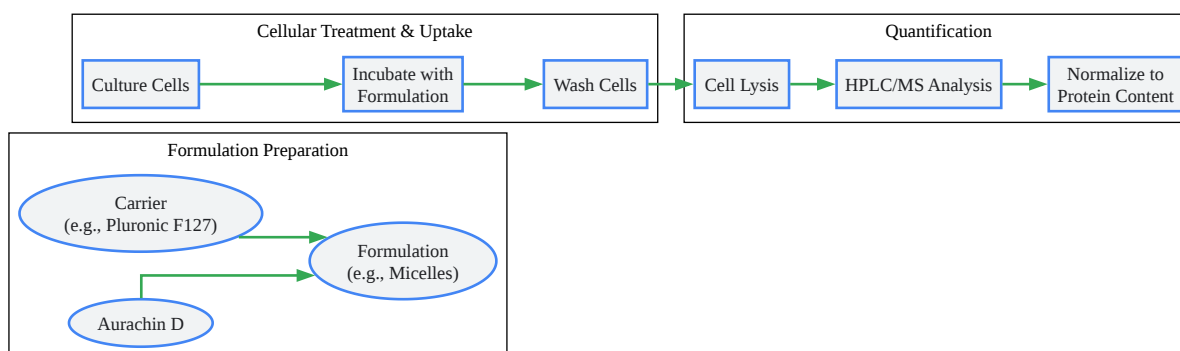 Cellular Treatment & Uptake
Culture Cells
Incubate with
Formulation
Wash Cells
Quantification
Cell Lysis
HPLC/MS Analysis
Normalize to
Protein Content
Formulation Preparation
Carrier
(e.g., Pluronic F127)
Formulation
(e.g., Micelles)
Aurachin D